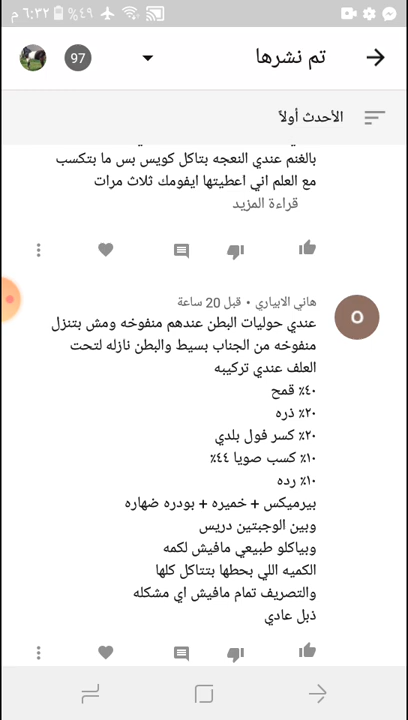 ٦:٣٢ م
٤٩%
تم نشرها
97
الأحدث أولاً
بالغنم عندي النعجه بتاكل كويس بس ما بتكسب
مع العلم اني اعطيتها ايفومك ثلاث مرات
قراءة المزيد
هاني الابياري • قبل 20 ساعة
عندي حوليات البطن عندهم منفوخه ومش بتنزل
منفوخه من الجناب بسيط والبطن نازله لتحت
العلف عندي تركيبه
٤٠٪ قمح
٢٠٪ ذره
٢٠٪ كسر فول بلدي
١٠٪ كسب صويا ٤٤٪
١٠٪ رده
بيرميكس + خميره + بودره ضهاره
وبين الوجبتين دريس
وبياكلو طبيعي مافيش لكمه
الكميه اللي بحطها بتتاكل كلها
والتصريف تمام مافيش اي مشكله
ذبل عادي